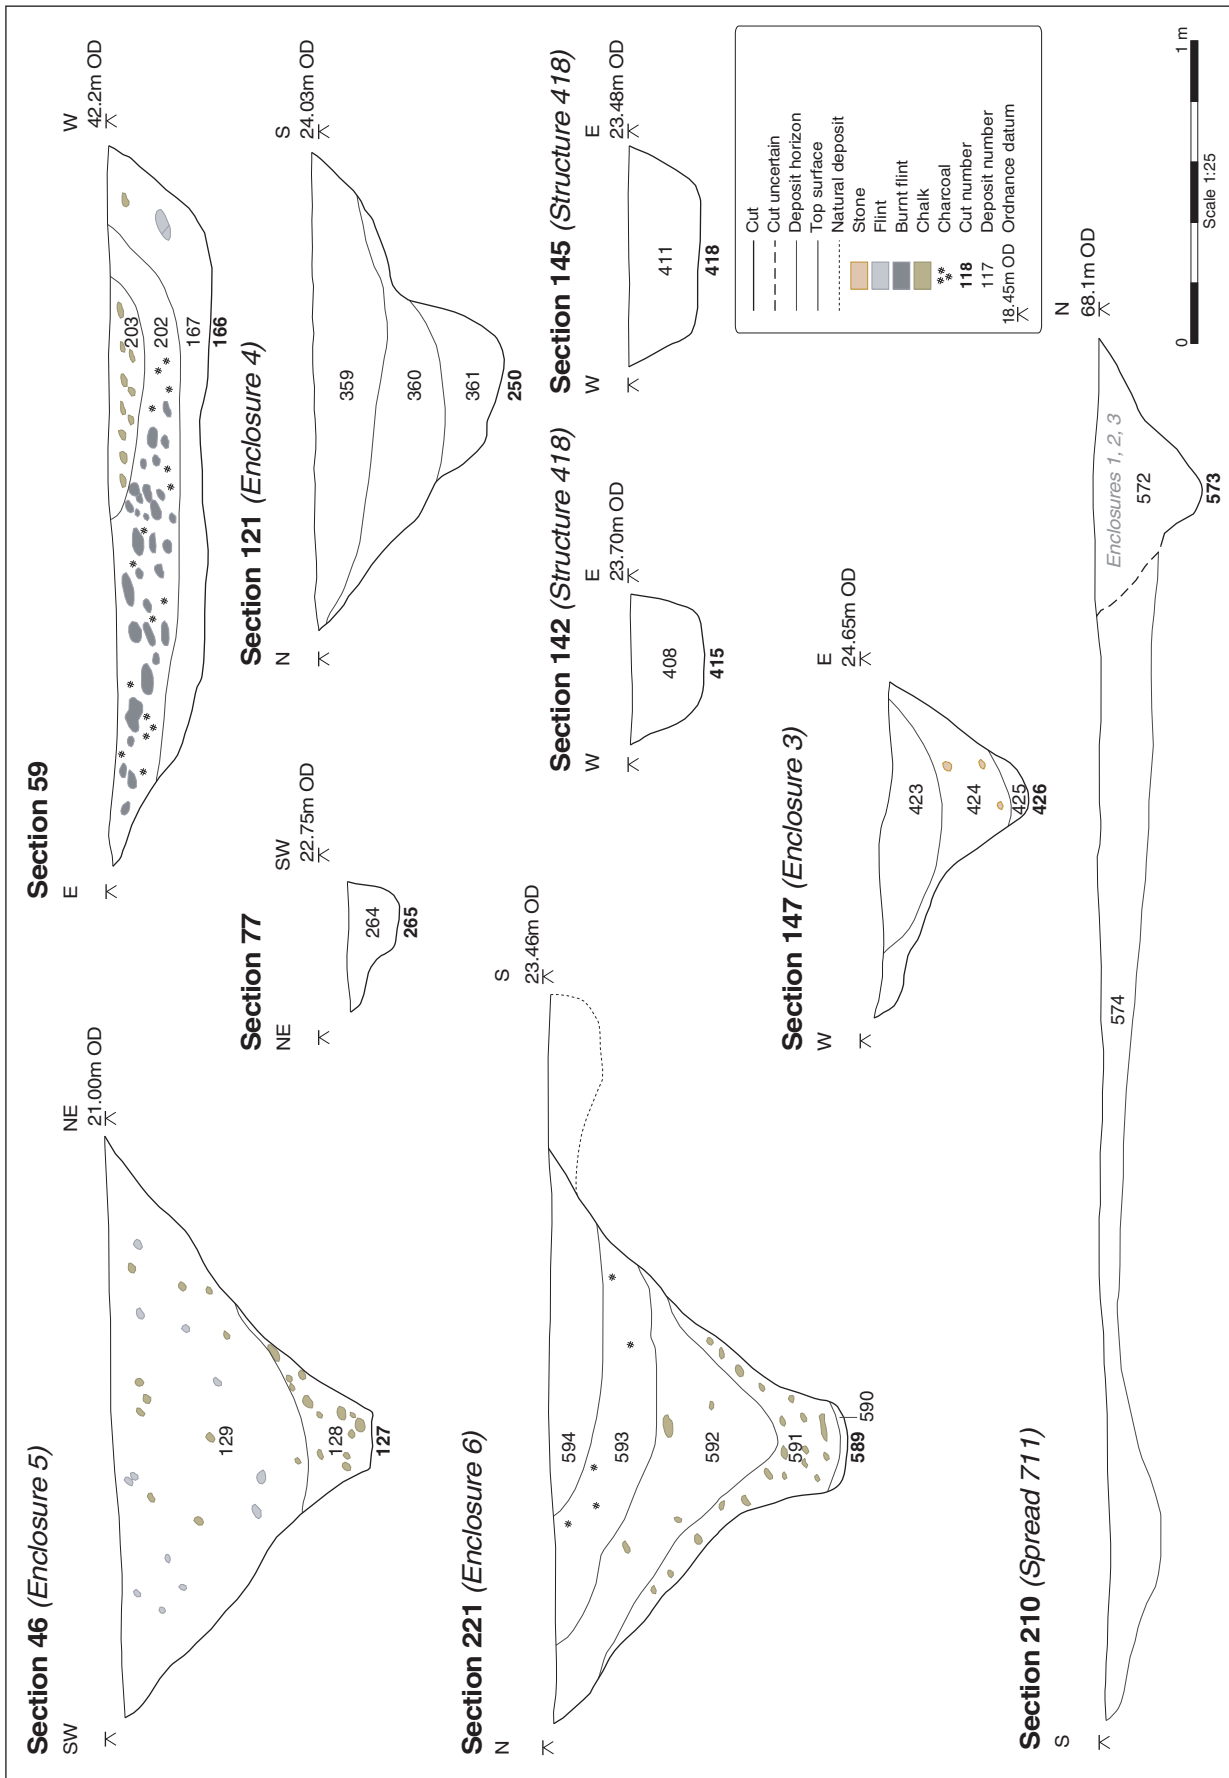 Section 46 (Enclosure 5)
SW
NE
21.00m OD
129
128
127
Section 59
E
W
42.2m OD
203
202
167
166
Section 77
NE
SW
22.75m OD
264
265
Section 121 (Enclosure 4)
N
S
24.03m OD
359
360
361
250
Section 221 (Enclosure 6)
N
S
23.46m OD
594
593
592
591
590
589
Section 142 (Structure 418)
W
E
23.70m OD
408
415
Section 145 (Structure 418)
W
E
23.48m OD
411
418
Section 147 (Enclosure 3)
W
E
24.65m OD
423
424
425
426
Section 210 (Spread 711)
S
N
68.1m OD
574
Enclosures 1, 2, 3
572
573
Cut
Cut uncertain
Deposit horizon
Top surface
Natural deposit
Stone
Flint
Burnt flint
Chalk
Charcoal
118 Cut number
117 Deposit number
18.45m OD Ordnance datum
0
1 m
Scale 1:25